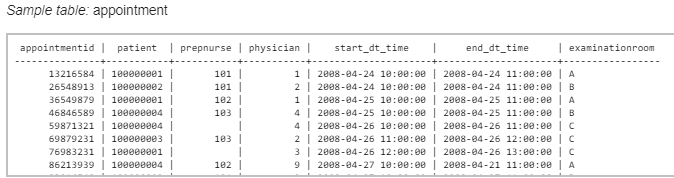 Sample table: appointment
appointmentid | patient | prepnurse | physician | start_dt_time | end_dt_time | examinationroom
---------------+-----------+-----------+-----------+---------------------+---------------------+-----------------
13216584 | 100000001 | 101 | 1 | 2008-04-24 10:00:00 | 2008-04-24 11:00:00 | A
26548913 | 100000002 | 101 | 2 | 2008-04-24 10:00:00 | 2008-04-24 11:00:00 | B
36549879 | 100000001 | 102 | 1 | 2008-04-25 10:00:00 | 2008-04-25 11:00:00 | A
46846589 | 100000004 | 103 | 4 | 2008-04-25 10:00:00 | 2008-04-25 11:00:00 | B
59871321 | 100000004 | | 4 | 2008-04-26 10:00:00 | 2008-04-26 11:00:00 | C
69879231 | 100000003 | 103 | 2 | 2008-04-26 11:00:00 | 2008-04-26 12:00:00 | C
76983231 | 100000001 | | 3 | 2008-04-26 12:00:00 | 2008-04-26 13:00:00 | C
86213939 | 100000004 | 102 | 9 | 2008-04-27 10:00:00 | 2008-04-21 11:00:00 | A